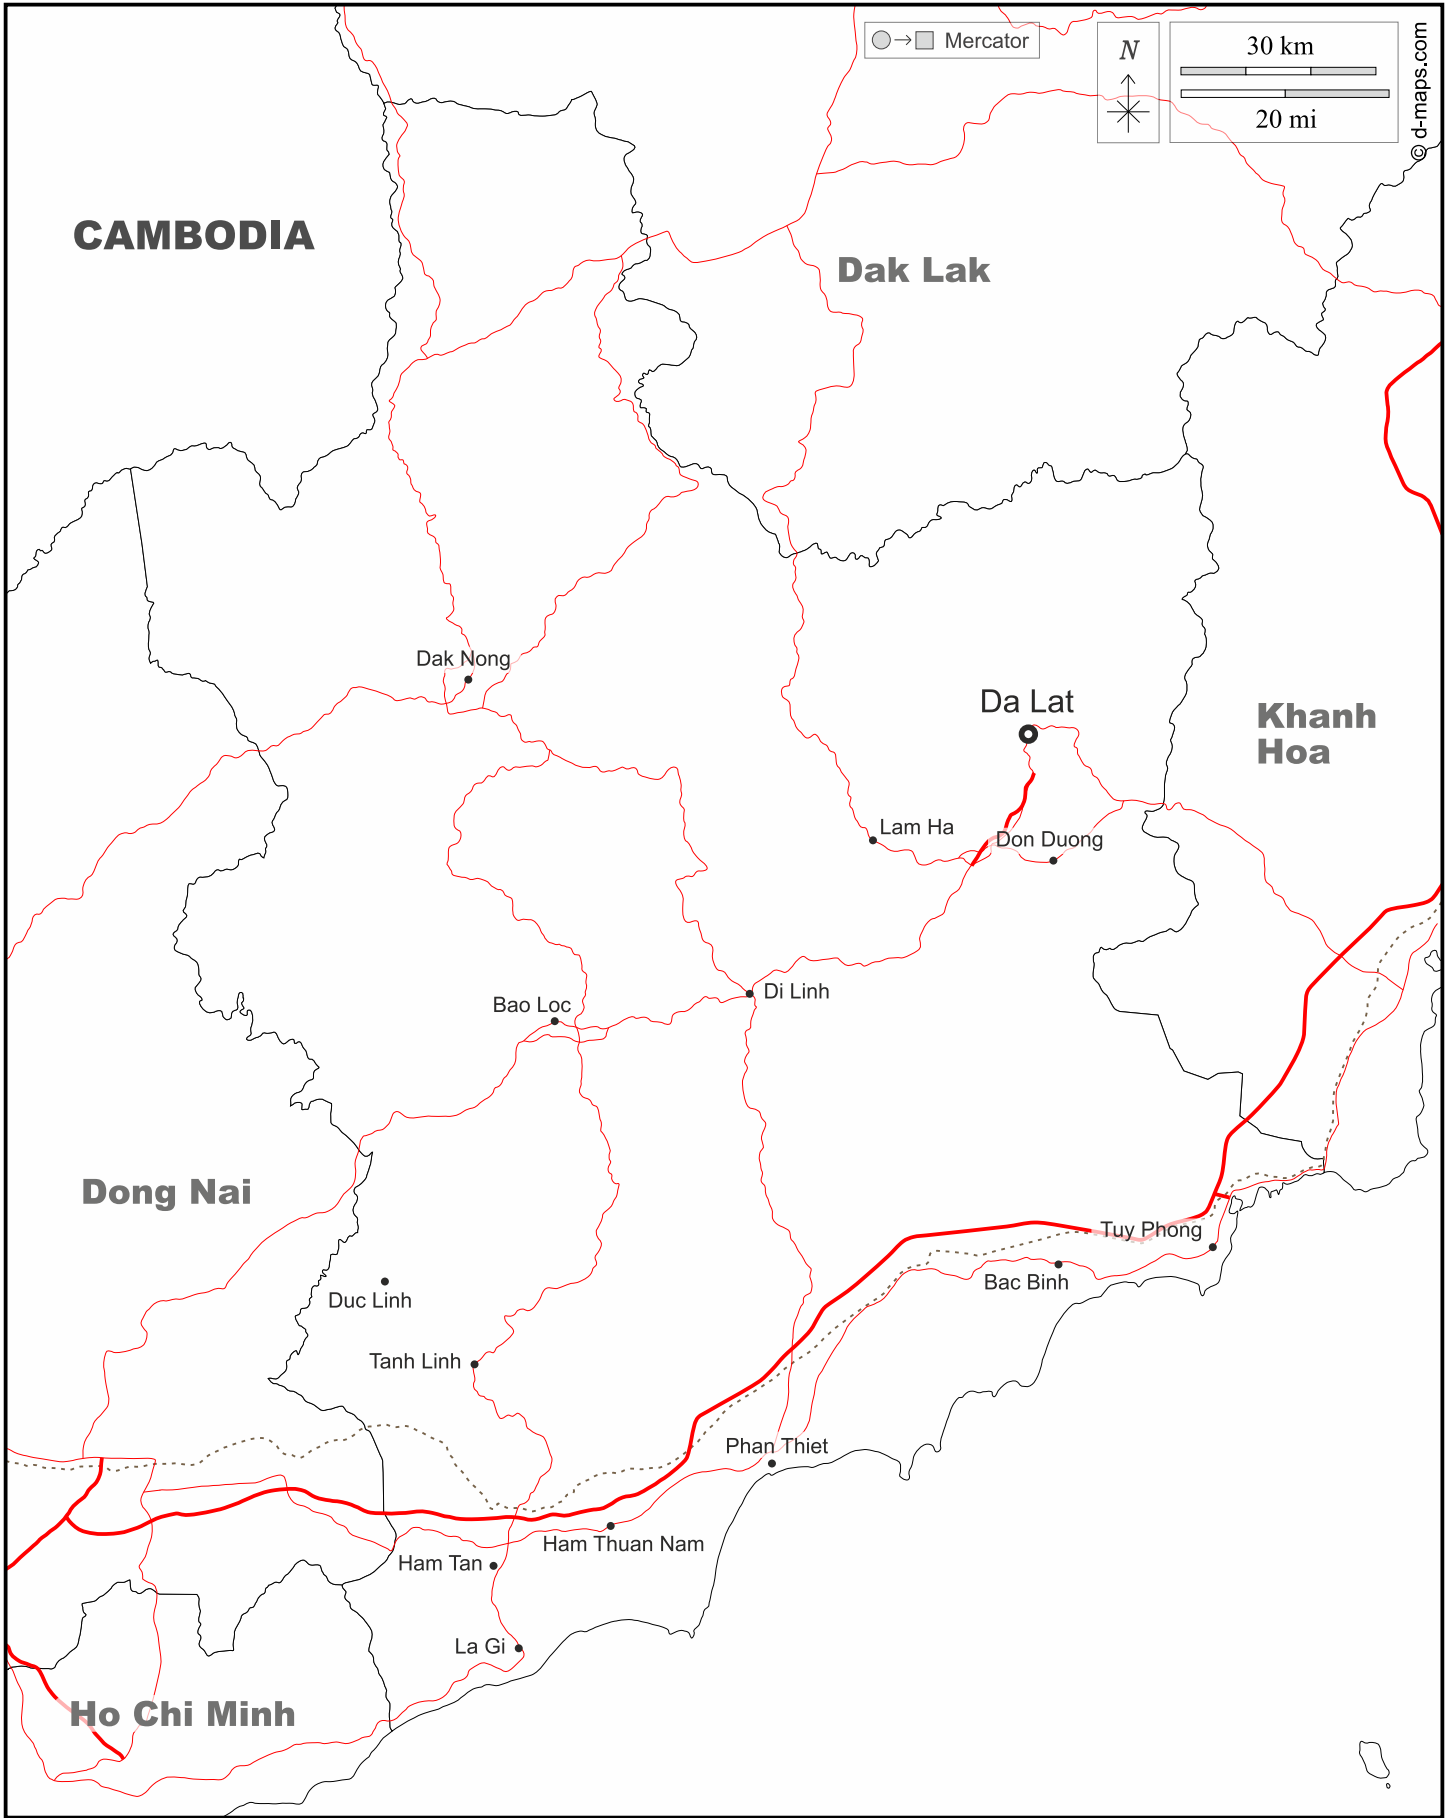 Mercator
N
30 km
20 mi
© d-maps.com
CAMBODIA
Dak Lak
Dak Nong
Da Lat
Khanh
Hoa
Lam Ha
Don Duong
Di Linh
Bao Loc
Dong Nai
Tuy Phong
Bac Binh
Duc Linh
Tanh Linh
Phan Thiet
Ham Thuan Nam
Ham Tan
La Gi
Ho Chi Minh